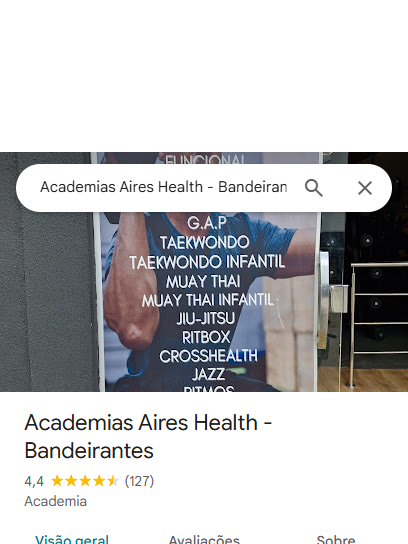 FUNCIONAL
Academias Aires Health - Bandeiran
G.A.P
TAEKWONDO
TAEKWONDO INFANTIL
MUAY THAI
MUAY THAI INFANTIL
JIU-JITSU
RITBOX
CROSSHEALTH
JAZZ
RITMOS
Academias Aires Health -
Bandeirantes
4,4 (127)
Academia
Visão geral Avaliações Sobre